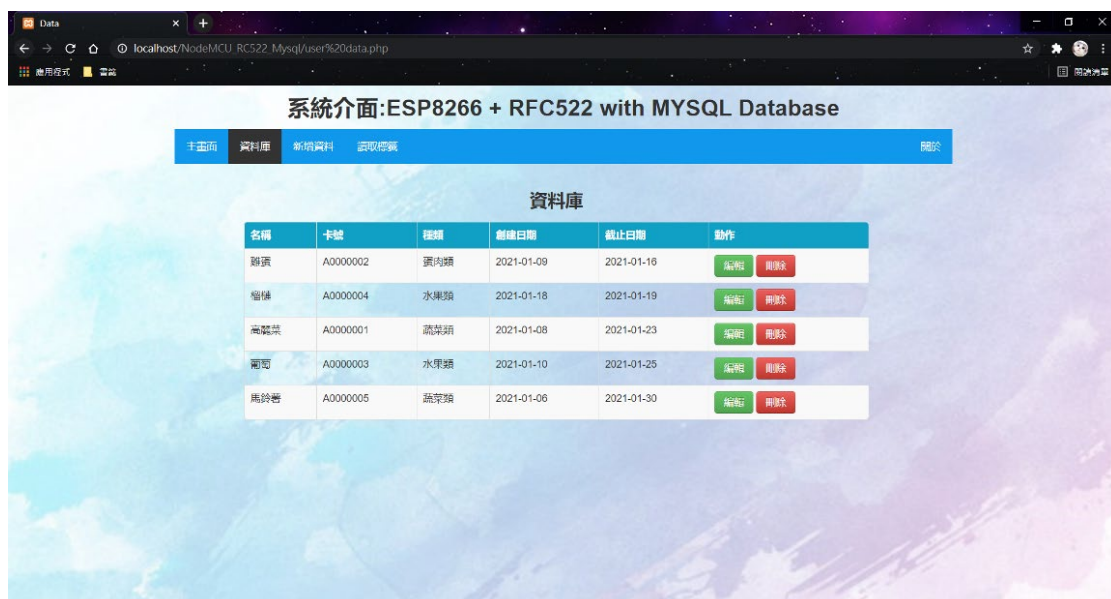 Data
localhost/NodeMCU_RC522_Mysql/user%20data.php
應用程式 書籤 閱讀清單
系統介面:ESP8266 + RFC522 with MYSQL Database
主畫面 資料庫 新增資料 讀取標籤 關於
資料庫
名稱 卡號 種類 創建日期 截止日期 動作
雞蛋 A0000002 蛋肉類 2021-01-09 2021-01-16 編輯 刪除
榴槤 A0000004 水果類 2021-01-18 2021-01-19 編輯 刪除
高麗菜 A0000001 蔬菜類 2021-01-08 2021-01-23 編輯 刪除
葡萄 A0000003 水果類 2021-01-10 2021-01-25 編輯 刪除
馬鈴薯 A0000005 蔬菜類 2021-01-06 2021-01-30 編輯 刪除